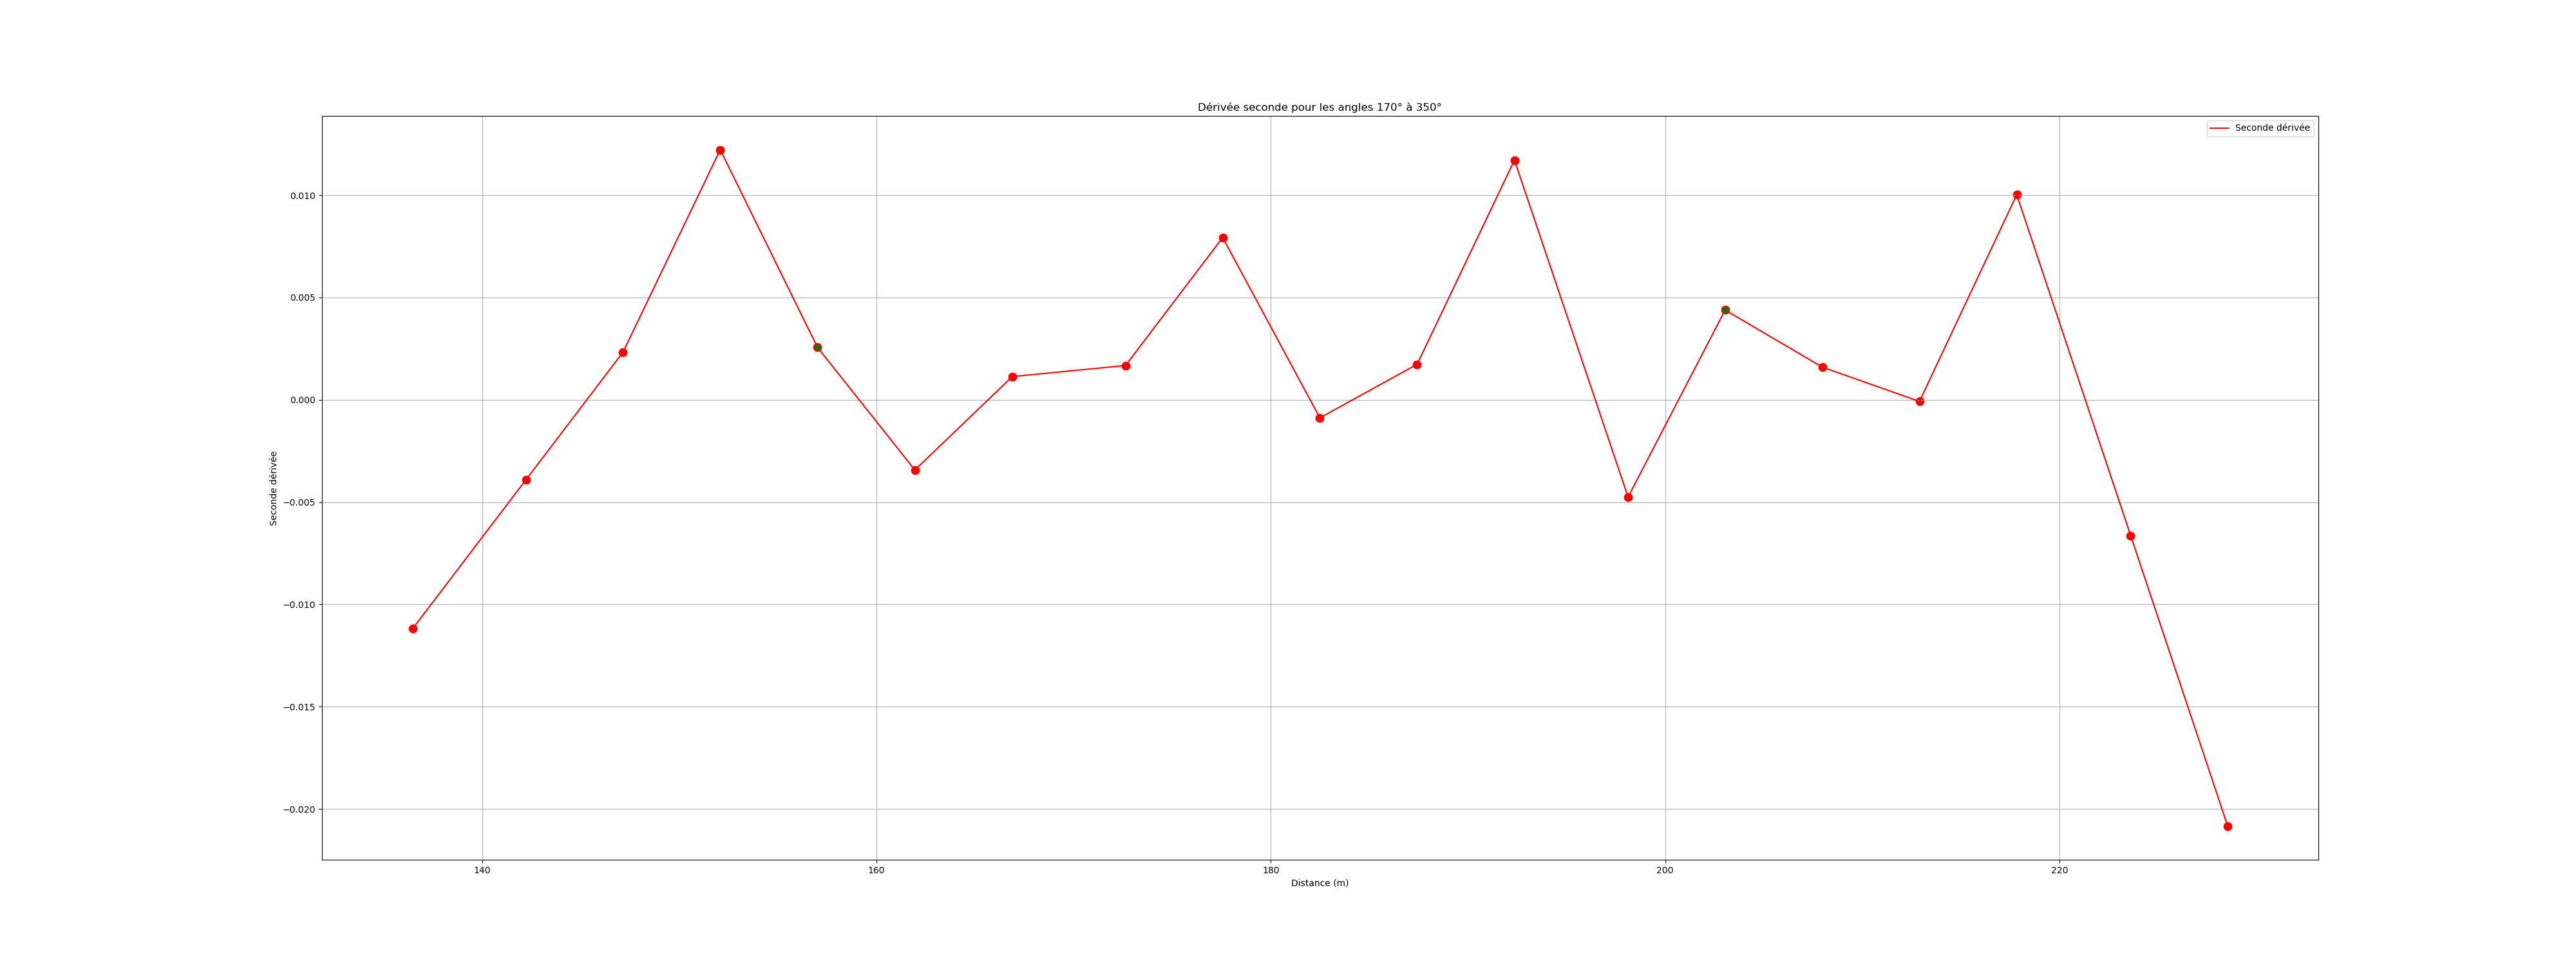 Dérivée seconde pour les angles 170° à 350°
Seconde dérivée
0.010
0.005
0.000
−0.005
−0.010
−0.015
−0.020
Seconde dérivée
140 160 180 200 220
Distance (m)